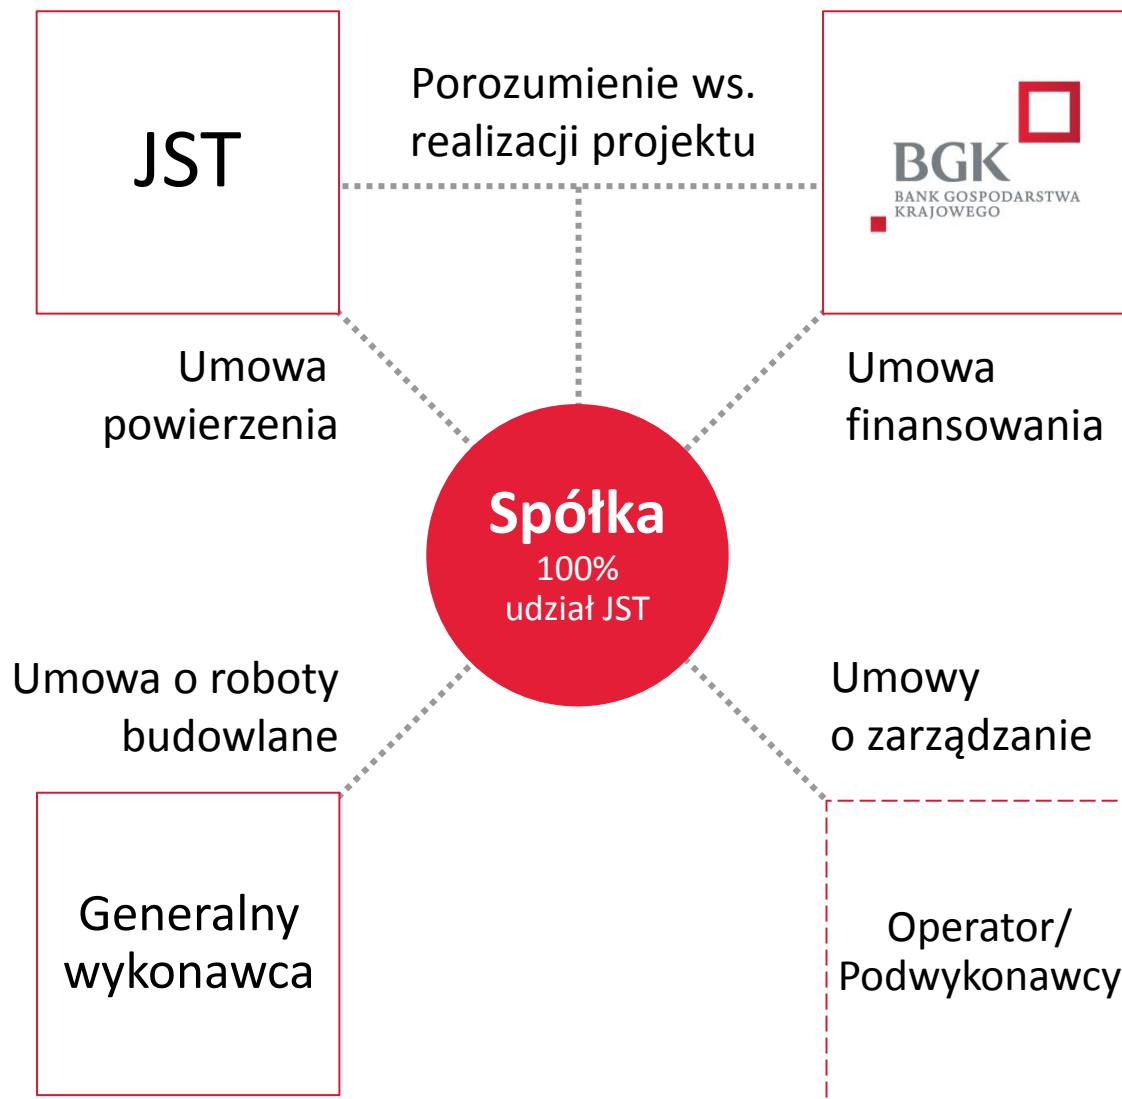 JST
Porozumienie ws.
realizacji projektu
BGK
BANK GOSPODARSTWA
KRAJOWEGO
Umowa
powierzenia
Umowa
finansowania
Spółka
100%
udział JST
Umowa o roboty
budowlane
Umowy
o zarządzanie
Generalny
wykonawca
Operator/
Podwykonawcy